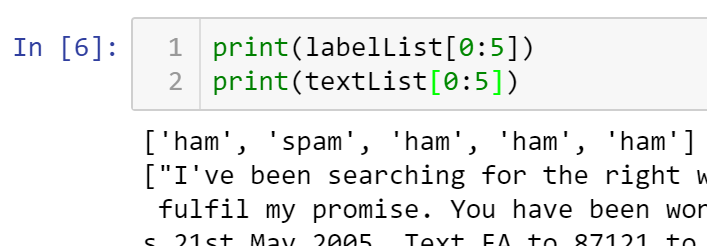 In [6]: 1 print(labelList[0:5])
2 print(textList[0:5])
['ham', 'spam', 'ham', 'ham', 'ham']
["I've been searching for the right
fulfil my promise. You have been
s 21st May 2005. Text FA to 87121 to